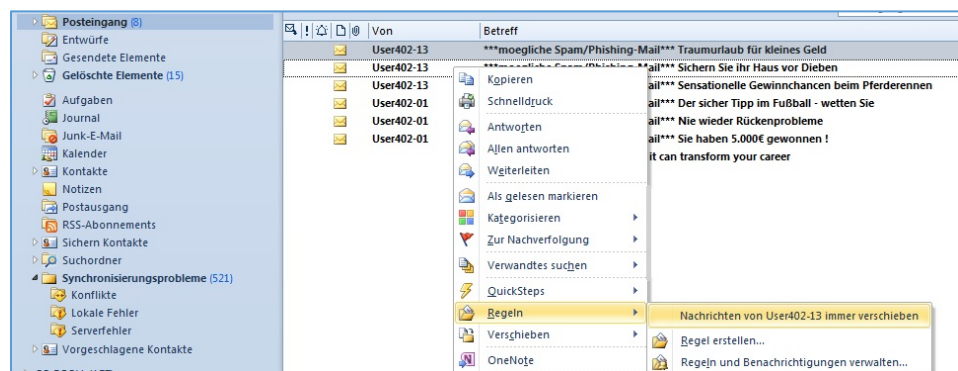 Posteingang (8)
Entwürfe
Gesendete Elemente
Gelöschte Elemente (15)
Aufgaben
Journal
Junk-E-Mail
Kalender
Kontakte
Notizen
Postausgang
RSS-Abonnements
Sichern Kontakte
Suchordner
Synchronisierungsprobleme (521)
Konflikte
Lokale Fehler
Serverfehler
Vorgeschlagene Kontakte
Von Betreff
User402-13 ***moegliche Spam/Phishing-Mail*** Traumurlaub für kleines Geld
User402-13 ***moegliche Spam/Phishing-Mail*** Sichern Sie ihr Haus vor Dieben
User402-13 ail*** Sensationelle Gewinnchancen beim Pferderennen
User402-01 ail*** Der sicher Tipp im Fußball - wetten Sie
User402-01 ail*** Nie wieder Rückenprobleme
User402-01 ail*** Sie haben 5.000€ gewonnen !
it can transform your career
Kopieren
Schnelldruck
Antworten
Allen antworten
Weiterleiten
Als gelesen markieren
Kategorisieren
Zur Nachverfolgung
Verwandtes suchen
QuickSteps
Regeln
Verschieben
OneNote
Nachrichten von User402-13 immer verschieben
Regel erstellen...
Regeln und Benachrichtigungen verwalten...